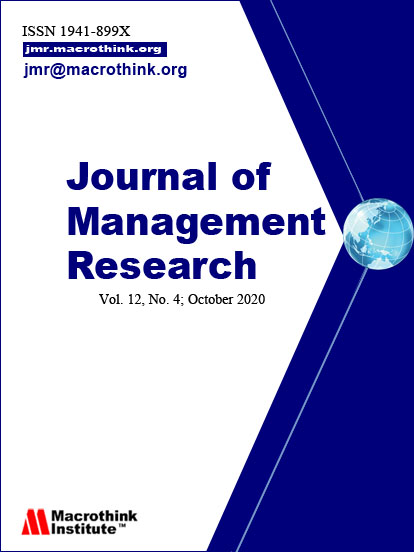 ISSN 1941-899X
jmr.macrothink.org
jmr@macrothink.org
Journal of
Management
Research
Vol. 12, No. 4; October 2020
Macrothink
Institute™